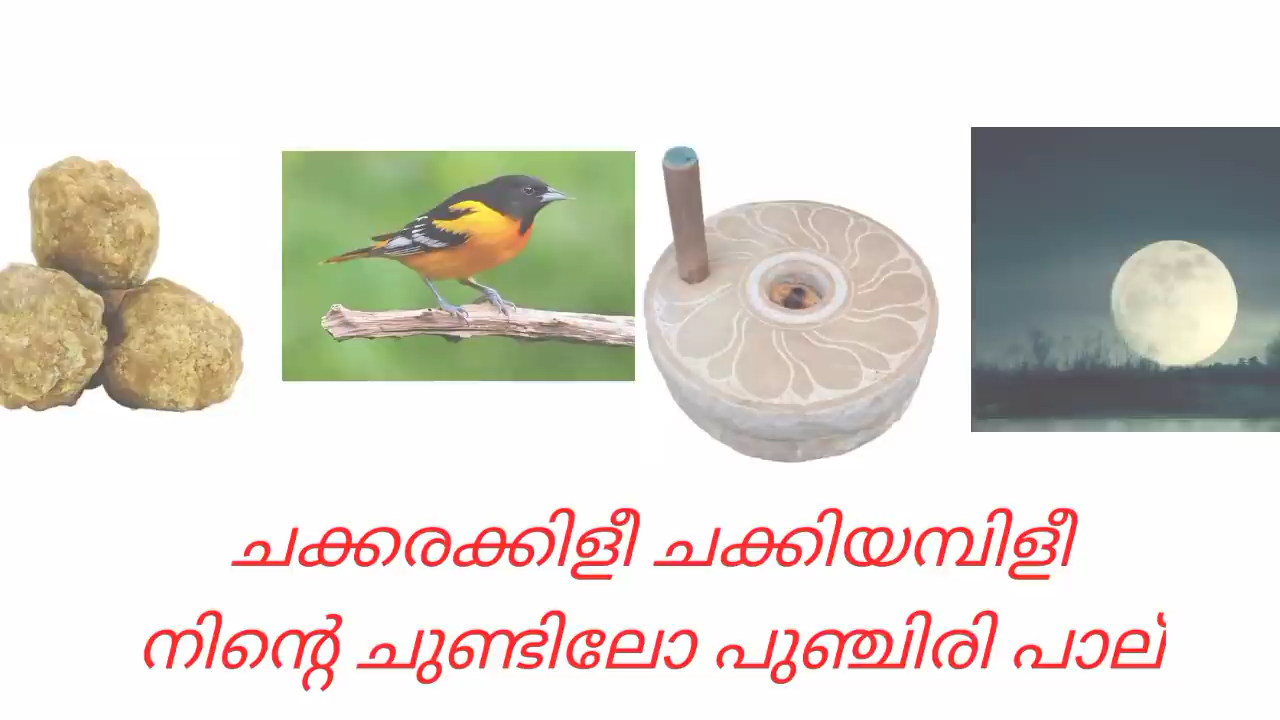 ചക്കരക്കിളീ ചക്കിയമ്പിളീ
നിന്റെ ചുണ്ടിലോ പുഞ്ചിരി പാല്